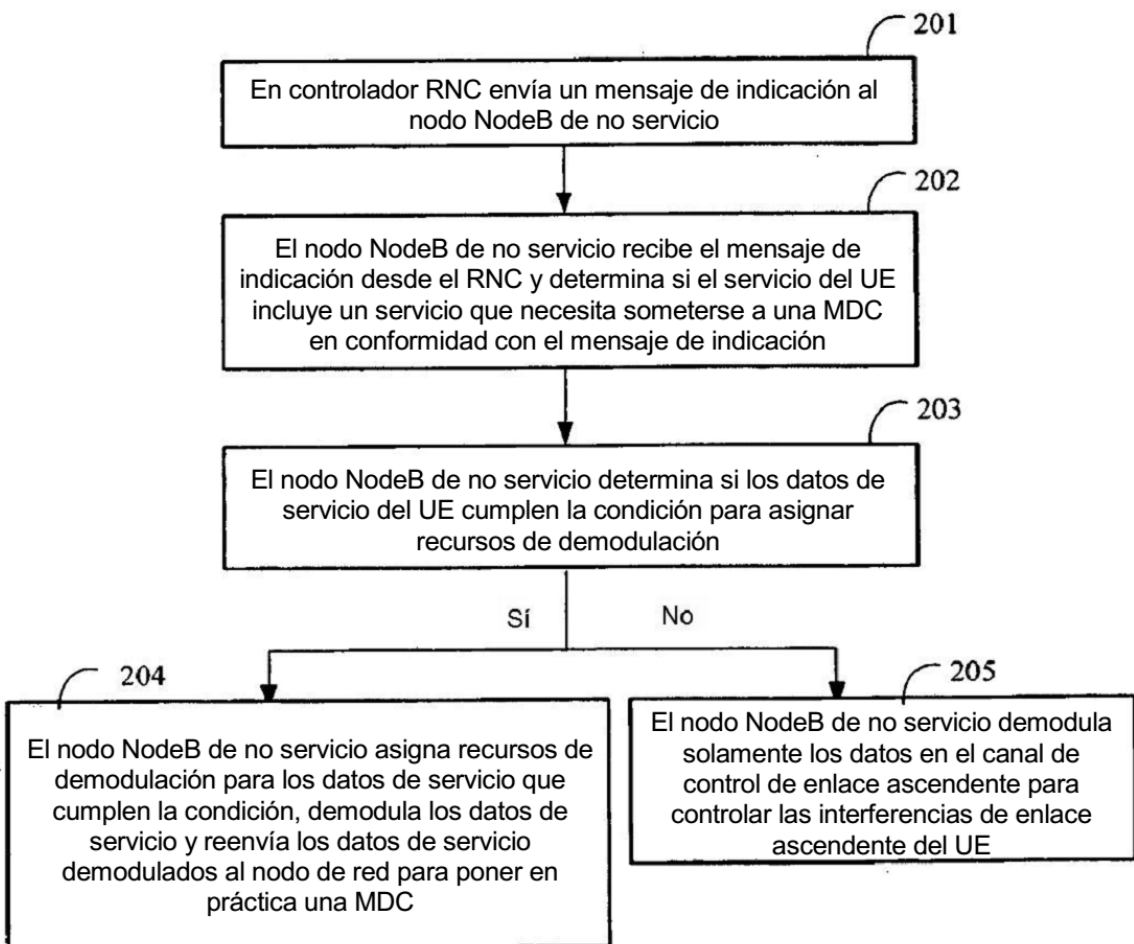 201
En controlador RNC envía un mensaje de indicación al
nodo NodeB de no servicio
202
El nodo NodeB de no servicio recibe el mensaje de
indicación desde el RNC y determina si el servicio del UE
incluye un servicio que necesita someterse a una MDC
en conformidad con el mensaje de indicación
203
El nodo NodeB de no servicio determina si los datos de
servicio del UE cumplen la condición para asignar
recursos de demodulación
Sí
No
204
El nodo NodeB de no servicio asigna recursos de
demodulación para los datos de servicio que
cumplen la condición, demodula los datos de
servicio y reenvía los datos de servicio
demodulados al nodo de red para poner en
práctica una MDC
205
El nodo NodeB de no servicio demodula
solamente los datos en el canal de
control de enlace ascendente para
controlar las interferencias de enlace
ascendente del UE